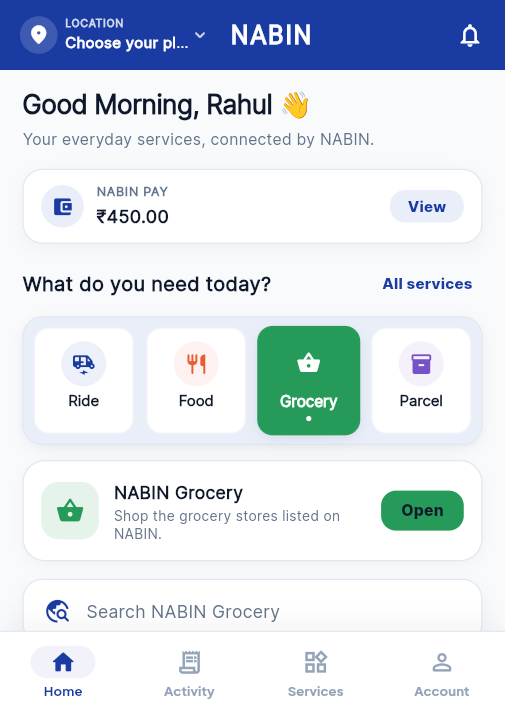 LOCATION
Choose your pl...
NABIN
Good Morning, Rahul 👋
Your everyday services, connected by NABIN.
NABIN PAY
₹450.00
View
What do you need today?
All services
Ride
Food
Grocery
Parcel
NABIN Grocery
Shop the grocery stores listed on
NABIN.
Open
Search NABIN Grocery
Home
Activity
Services
Account